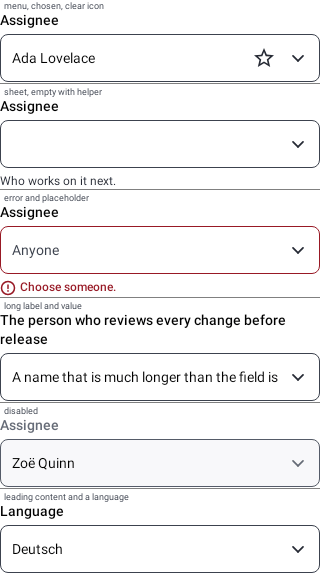 menu, chosen, clear icon
Assignee
Ada Lovelace
sheet, empty with helper
Assignee
Who works on it next.
error and placeholder
Assignee
Anyone
Choose someone.
long label and value
The person who reviews every change before
release
A name that is much longer than the field is
disabled
Assignee
Zoë Quinn
leading content and a language
Language
Deutsch